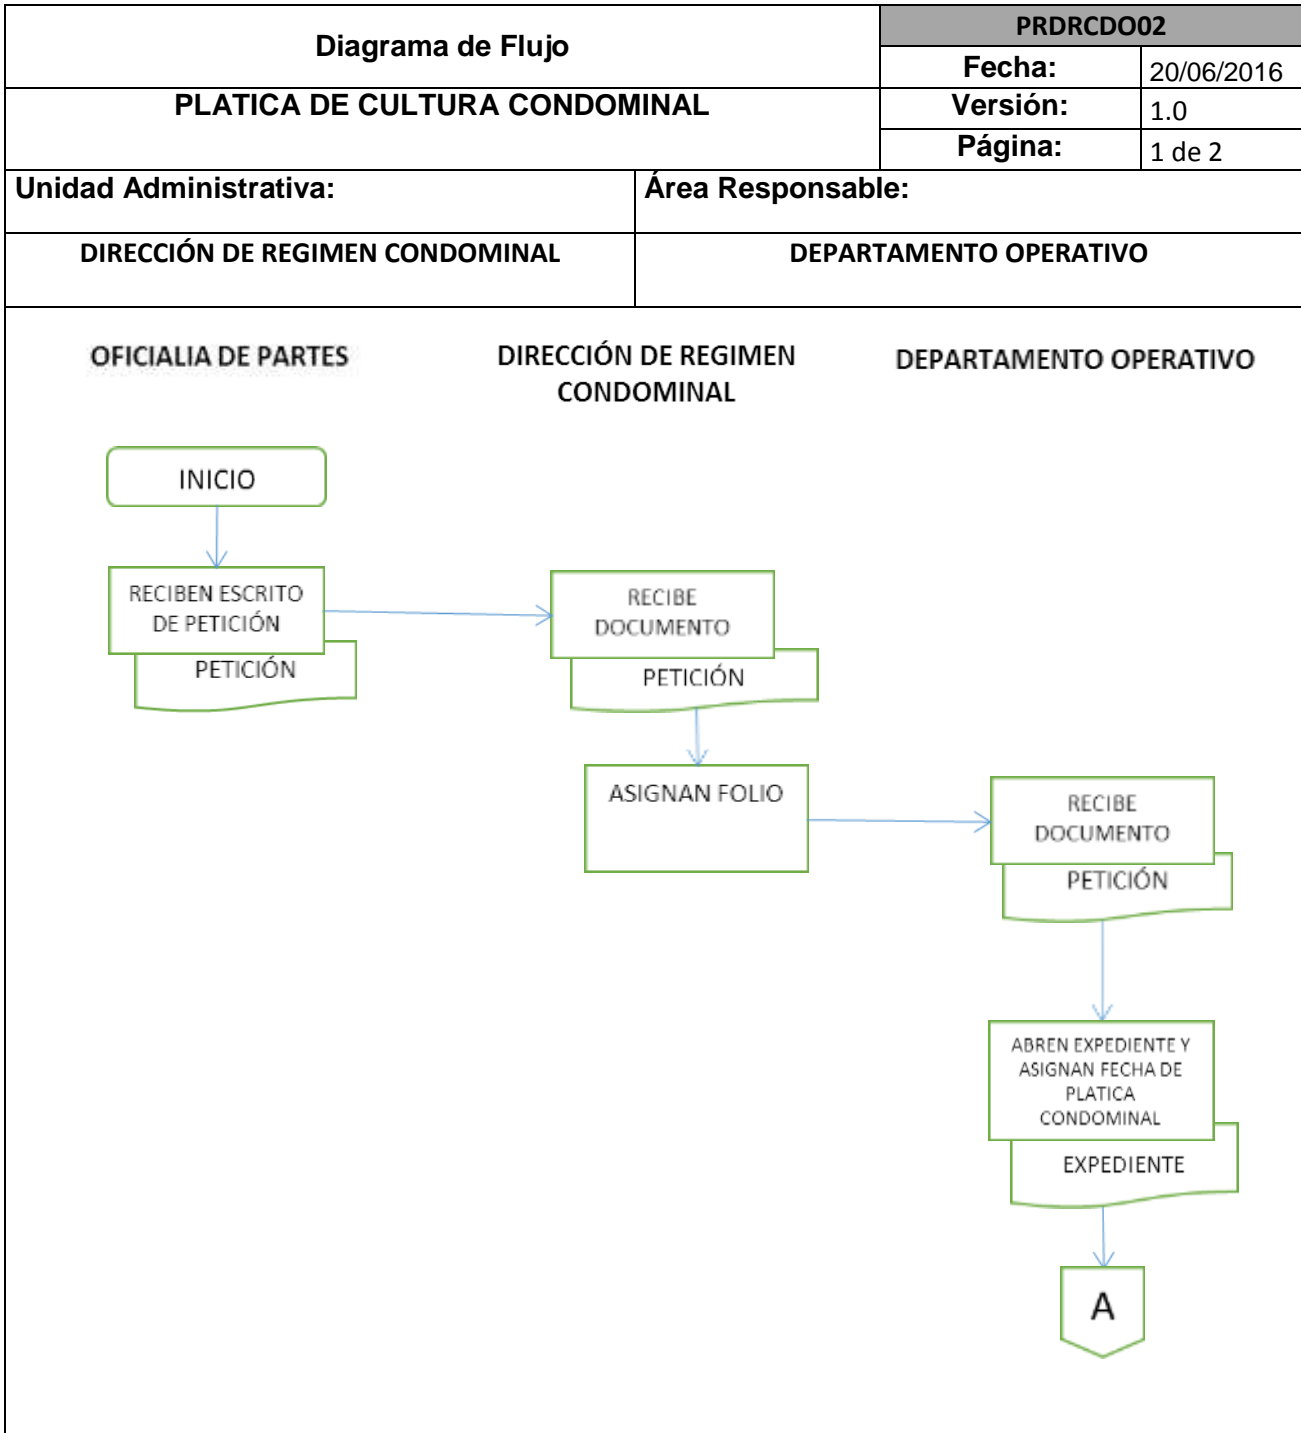 Diagrama de Flujo
PRDRCDO02
Fecha:
20/06/2016
PLATICA DE CULTURA CONDOMINAL
Versión:
1.0
Página:
1 de 2
Unidad Administrativa:
Área Responsable:
DIRECCIÓN DE REGIMEN CONDOMINAL
DEPARTAMENTO OPERATIVO
OFICIALIA DE PARTES
DIRECCIÓN DE REGIMEN
CONDOMINAL
DEPARTAMENTO OPERATIVO
INICIO
RECIBEN ESCRITO
DE PETICIÓN
PETICIÓN
RECIBE
DOCUMENTO
PETICIÓN
ASIGNAN FOLIO
RECIBE
DOCUMENTO
PETICIÓN
ABREN EXPEDIENTE Y
ASIGNAN FECHA DE
PLATICA
CONDOMINAL
EXPEDIENTE
A